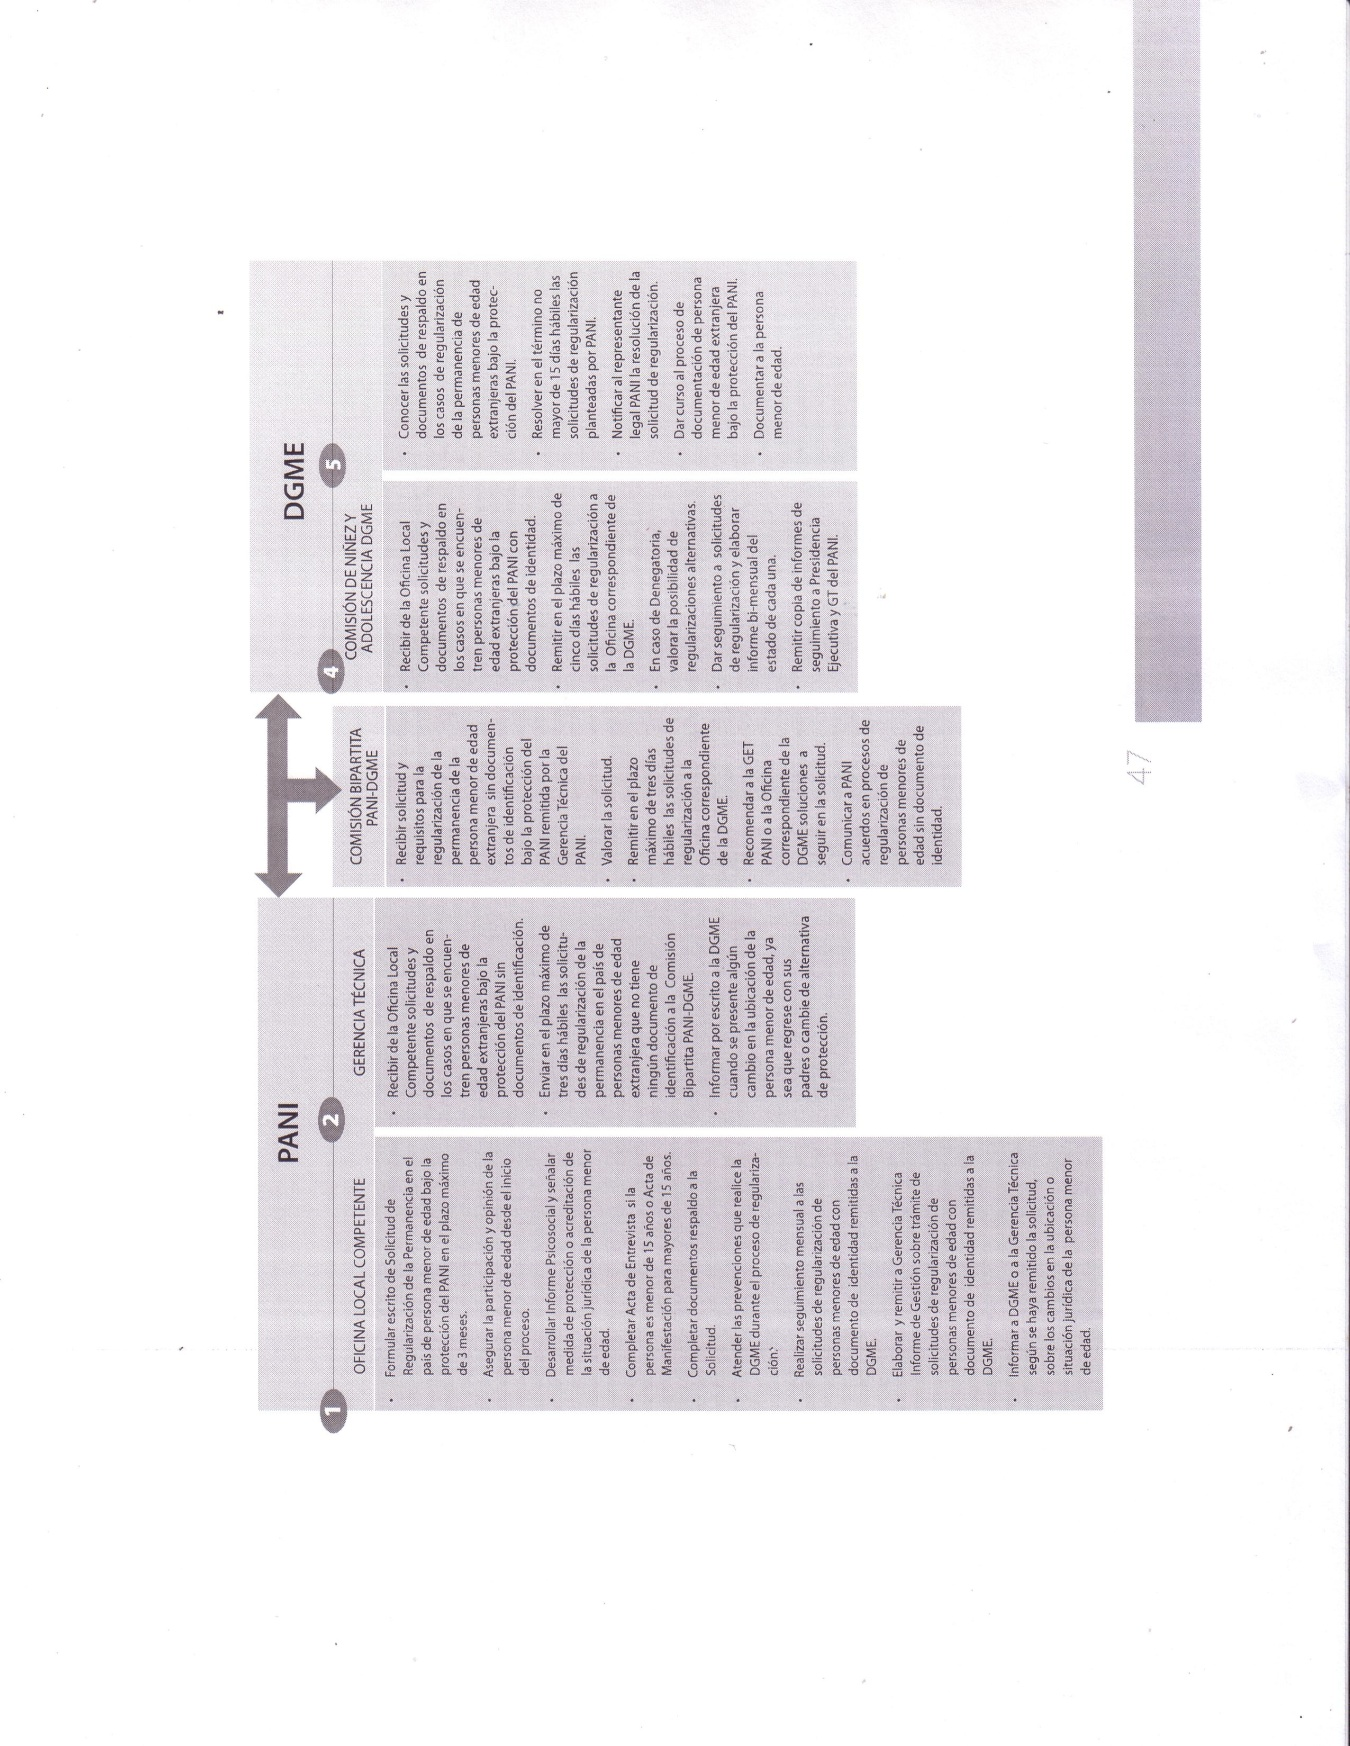 PANI
1
OFICINA LOCAL COMPETENTE
• Formular escrito de Solicitud de
Regularización de la Permanencia en el
país de persona menor de edad bajo la
protección del PANI en el plazo máximo
de 3 meses.
• Asegurar la participación y opinión de la
persona menor de edad desde el inicio
del proceso.
• Desarrollar Informe Psicosocial y señalar
medida de protección o acreditación de
la situación jurídica de la persona menor
de edad.
• Completar Acta de Entrevista si la
persona es menor de 15 años o Acta de
Manifestación para mayores de 15 años.
• Completar documentos respaldo a la
Solicitud.
• Atender las prevenciones que realice la
DGME durante el proceso de regulariza-
ción.
• Realizar seguimiento mensual a las
solicitudes de regularización de
personas menores de edad con
documento de identidad remitidas a la
DGME.
• Elaborar y remitir a Gerencia Técnica
Informe de Gestión sobre trámite de
solicitudes de regularización de
personas menores de edad con
documento de identidad remitidas a la
DGME.
• Informar a DGME o a la Gerencia Técnica
según se haya remitido la solicitud,
sobre los cambios en la ubicación o
situación jurídica de la persona menor
de edad.
2
GERENCIA TÉCNICA
• Recibir de la Oficina Local
Competente solicitudes y
documentos de respaldo en
los casos en que se encuen-
tren personas menores de
edad extranjeras bajo la
protección del PANI sin
documentos de identificación.
• Enviar en el plazo máximo de
tres días hábiles las solicitu-
des de regularización de la
permanencia en el país de
personas menores de edad
extranjera que no tiene
ningún documento de
identificación a la Comisión
Bipartita PANI-DGME.
• Informar por escrito a la DGME
cuando se presente algún
cambio en la ubicación de la
persona menor de edad, ya
sea que regrese con sus
padres o cambie de alternativa
de protección.
COMISIÓN BIPARTITA
PANI-DGME
• Recibir solicitud y
requisitos para la
regularización de la
permanencia de la
persona menor de edad
extranjera sin documen-
tos de identificación
bajo la protección del
PANI remitida por la
Gerencia Técnica del
PANI.
• Valorar la solicitud.
• Remitir en el plazo
máximo de tres días
hábiles las solicitudes de
regularización a la
Oficina correspondiente
de la DGME.
• Recomendar a la GET
PANI o a la Oficina
correspondiente de la
DGME soluciones a
seguir en la solicitud.
• Comunicar a PANI
acuerdos en procesos de
regularización de
personas menores de
edad sin documento de
identidad.
DGME
4
COMISIÓN DE NIÑEZ Y
ADOLESCENCIA DGME
• Recibir de la Oficina Local
Competente solicitudes y
documentos de respaldo en
los casos en que se encuen-
tren personas menores de
edad extranjeras bajo la
protección del PANI con
documentos de identidad.
• Remitir en el plazo máximo de
cinco días hábiles las
solicitudes de regularización a
la Oficina correspondiente de
la DGME.
• En caso de Denegatoria,
valorar la posibilidad de
regularizaciones alternativas.
• Dar seguimiento a solicitudes
de regularización y elaborar
informe bi-mensual del
estado de cada una.
• Remitir copia de informes de
seguimiento a Presidencia
Ejecutiva y GT del PANI.
5
• Conocer las solicitudes y
documentos de respaldo en
los casos de regularización
de la permanencia de
personas menores de edad
extranjeras bajo la protec-
ción del PANI.
• Resolver en el término no
mayor de 15 días hábiles las
solicitudes de regularización
planteadas por PANI.
• Notificar al representante
legal PANI la resolución de la
solicitud de regularización.
• Dar curso al proceso de
documentación de persona
menor de edad extranjera
bajo la protección del PANI.
• Documentar a la persona
menor de edad.
47